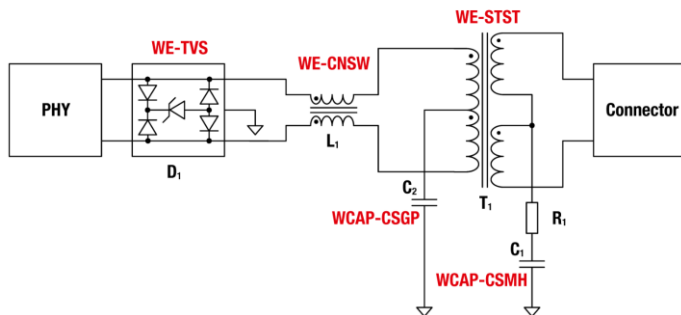 WE-STST
WE-TVS
WE-CNSW
PHY
Connector
L₁
D₁
C₂
T₁
R₁
WCAP-CSGP
C₁
WCAP-CSMH